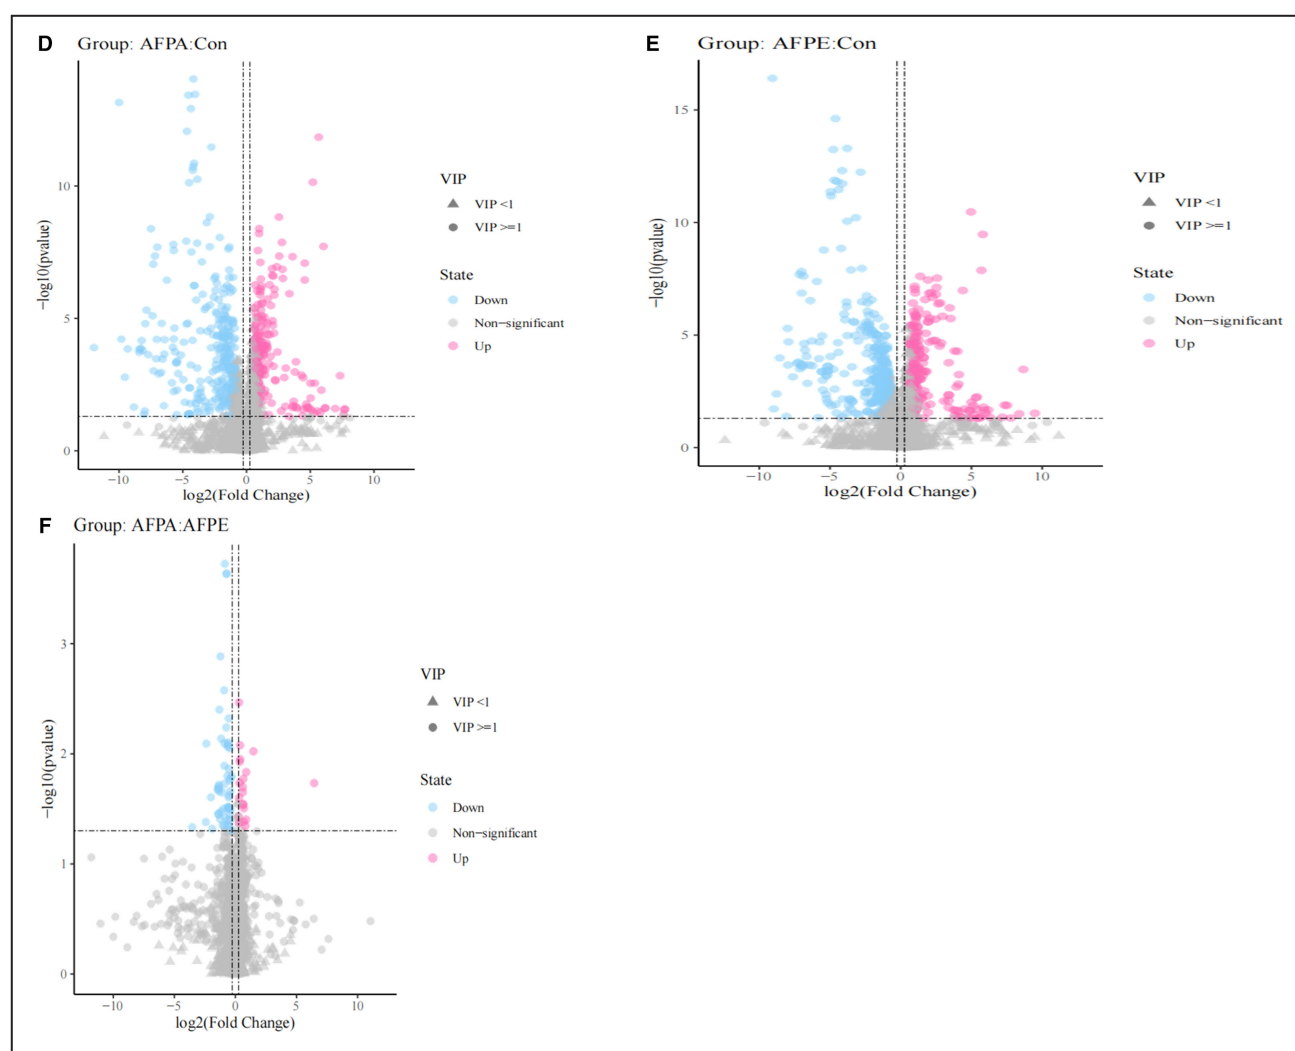 D Group: AFPA:Con
−log10(pvalue)
10
5
0
−10 −5 0 5 10
log2(Fold Change)
VIP
VIP <1
VIP >=1
State
Down
Non−significant
Up
E Group: AFPE:Con
−log10(pvalue)
15
10
5
0
−10 −5 0 5 10
log2(Fold Change)
VIP
VIP <1
VIP >=1
State
Down
Non−significant
Up
F Group: AFPA:AFPE
−log10(pvalue)
3
2
1
0
−10 −5 0 5 10
log2(Fold Change)
VIP
VIP <1
VIP >=1
State
Down
Non−significant
Up